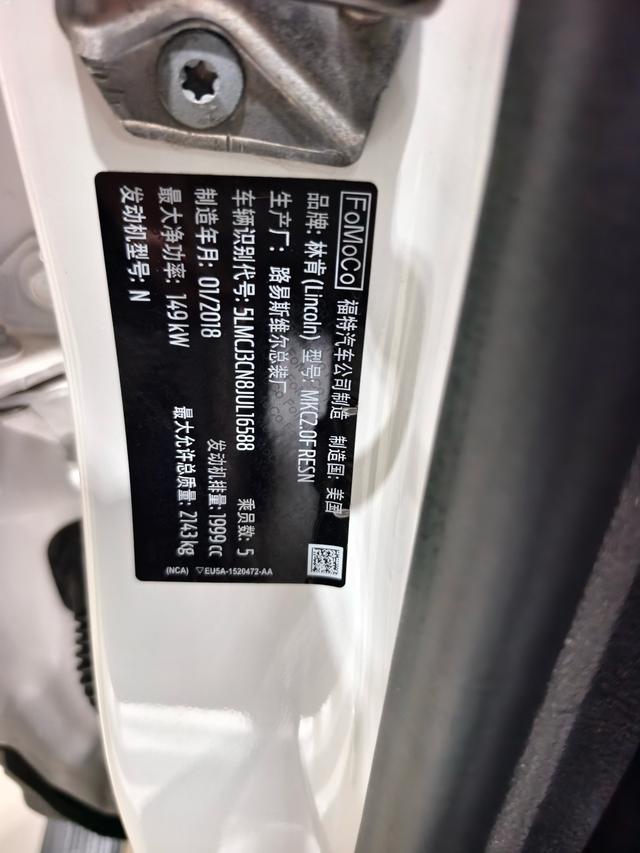 FoMoCo 福特汽车公司制造 制造国: 美国
品牌: 林肯 (Lincoln) 型号: MKC2.0FRESN
生产厂: 路易斯维尔总装厂
车辆识别代号: 5LMCJ3CN8JUL16588 乘员数: 5
制造年月: 01/2018 发动机排量: 1999 cc
最大净功率: 149 kW 最大允许总质量: 2143 kg
发动机型号: N
(NCA) ▽EU5A-1520472-AA